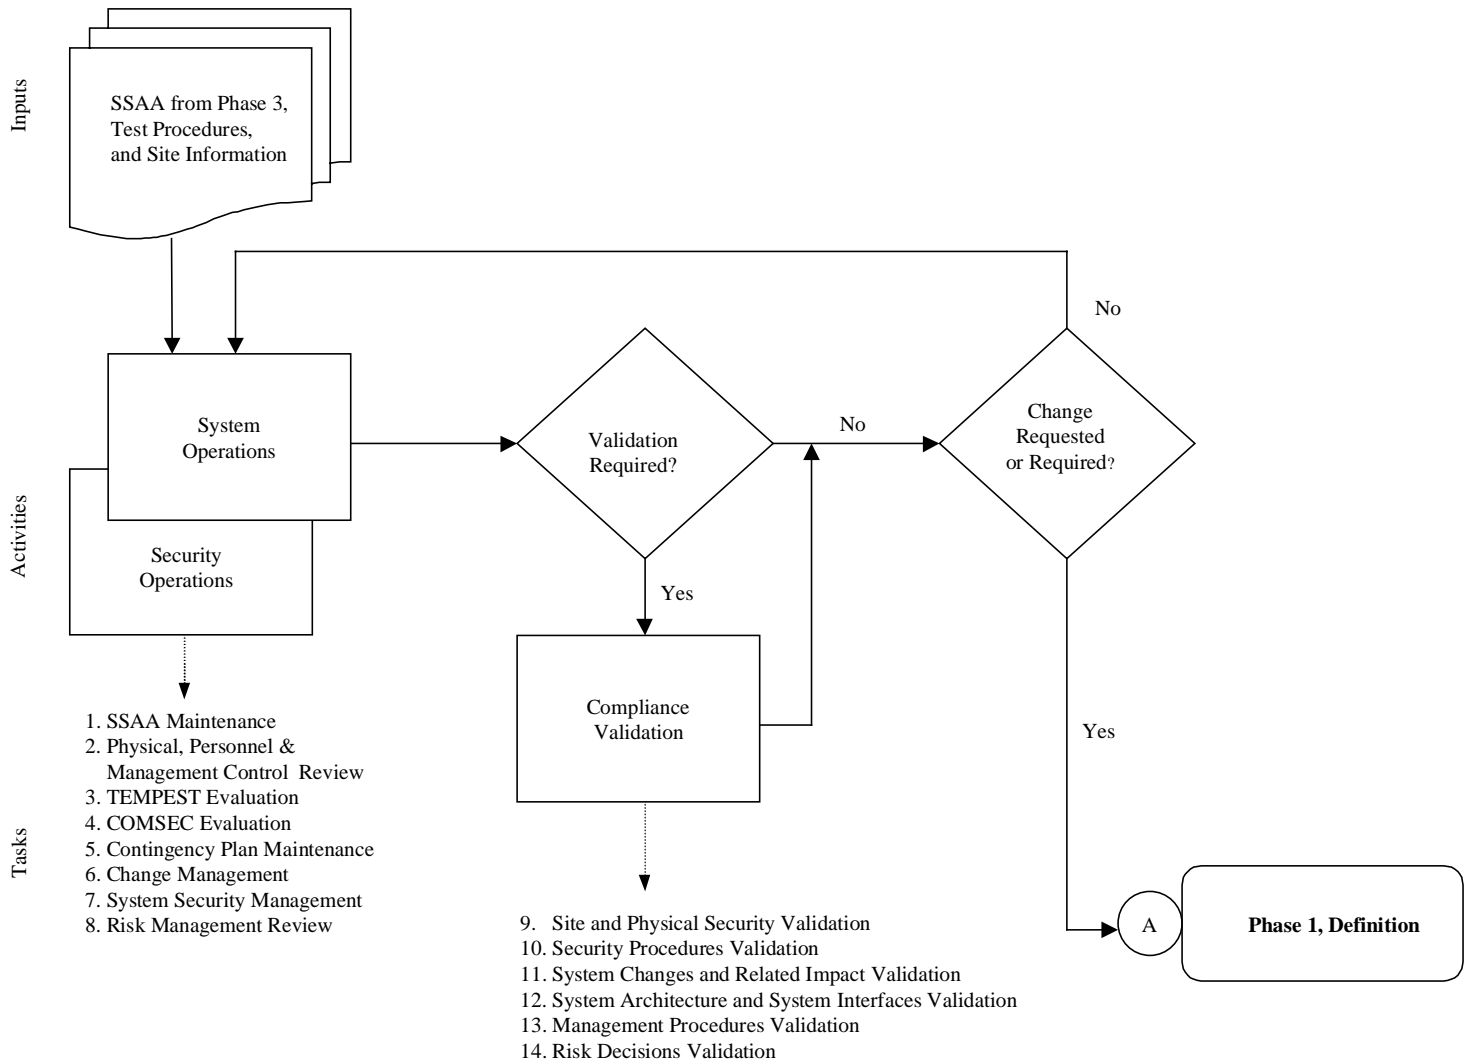 Inputs
SSAA from Phase 3,
Test Procedures,
and Site Information
No
System
Operations
Validation
Required?
No
Change
Requested
or Required?
Activities
Security
Operations
Yes
Compliance
Validation
Yes
Tasks
1. SSAA Maintenance
2. Physical, Personnel &
Management Control Review
3. TEMPEST Evaluation
4. COMSEC Evaluation
5. Contingency Plan Maintenance
6. Change Management
7. System Security Management
8. Risk Management Review
9. Site and Physical Security Validation
10. Security Procedures Validation
11. System Changes and Related Impact Validation
12. System Architecture and System Interfaces Validation
13. Management Procedures Validation
14. Risk Decisions Validation
A
Phase 1, Definition